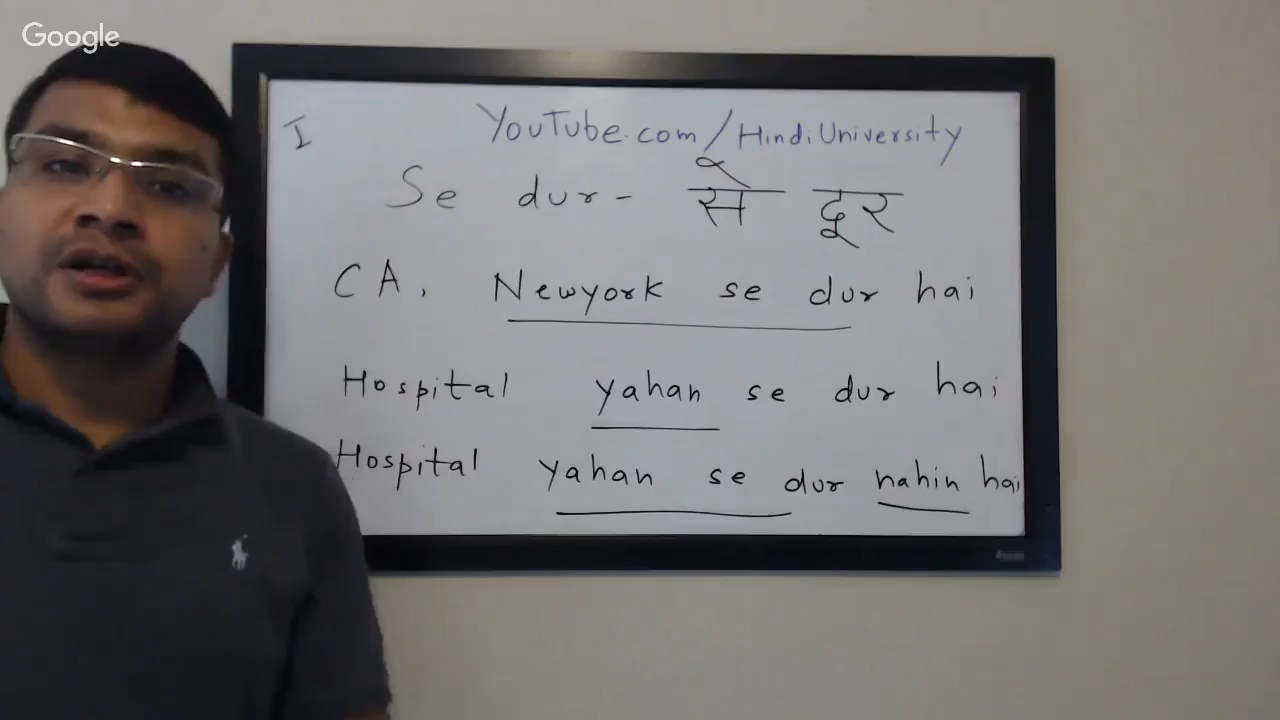 Google
I YouTube.com/HindiUniversity
Se dur - से दूर
CA, Newyork se dur hai
Hospital yahan se dur hai
Hospital yahan se dur nahin hai